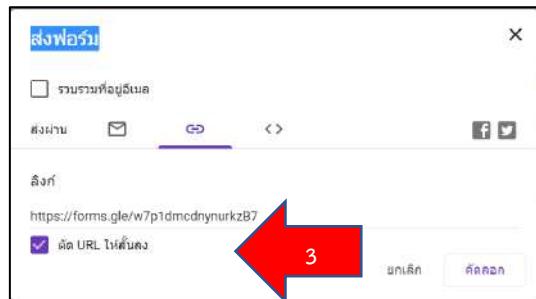 ส่งฟอร์ม
รวบรวมที่อยู่อีเมล
ส่งผ่าน
ลิงก์
https://forms.gle/w7p1dmcdnynurkzB7
ตัด URL ให้สั้นลง
3
ยกเลิก คัดลอก